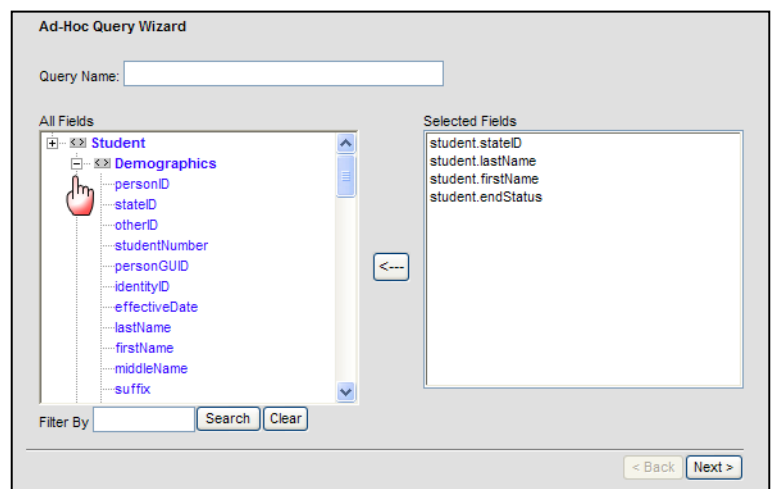 Ad-Hoc Query Wizard
Query Name:
All Fields
Student
Demographics
personID
stateID
otherID
studentNumber
personGUID
identityID
effectiveDate
lastName
firstName
middleName
suffix
Filter By Search Clear
<---
Selected Fields
student.stateID
student.lastName
student.firstName
student.endStatus
< Back Next >